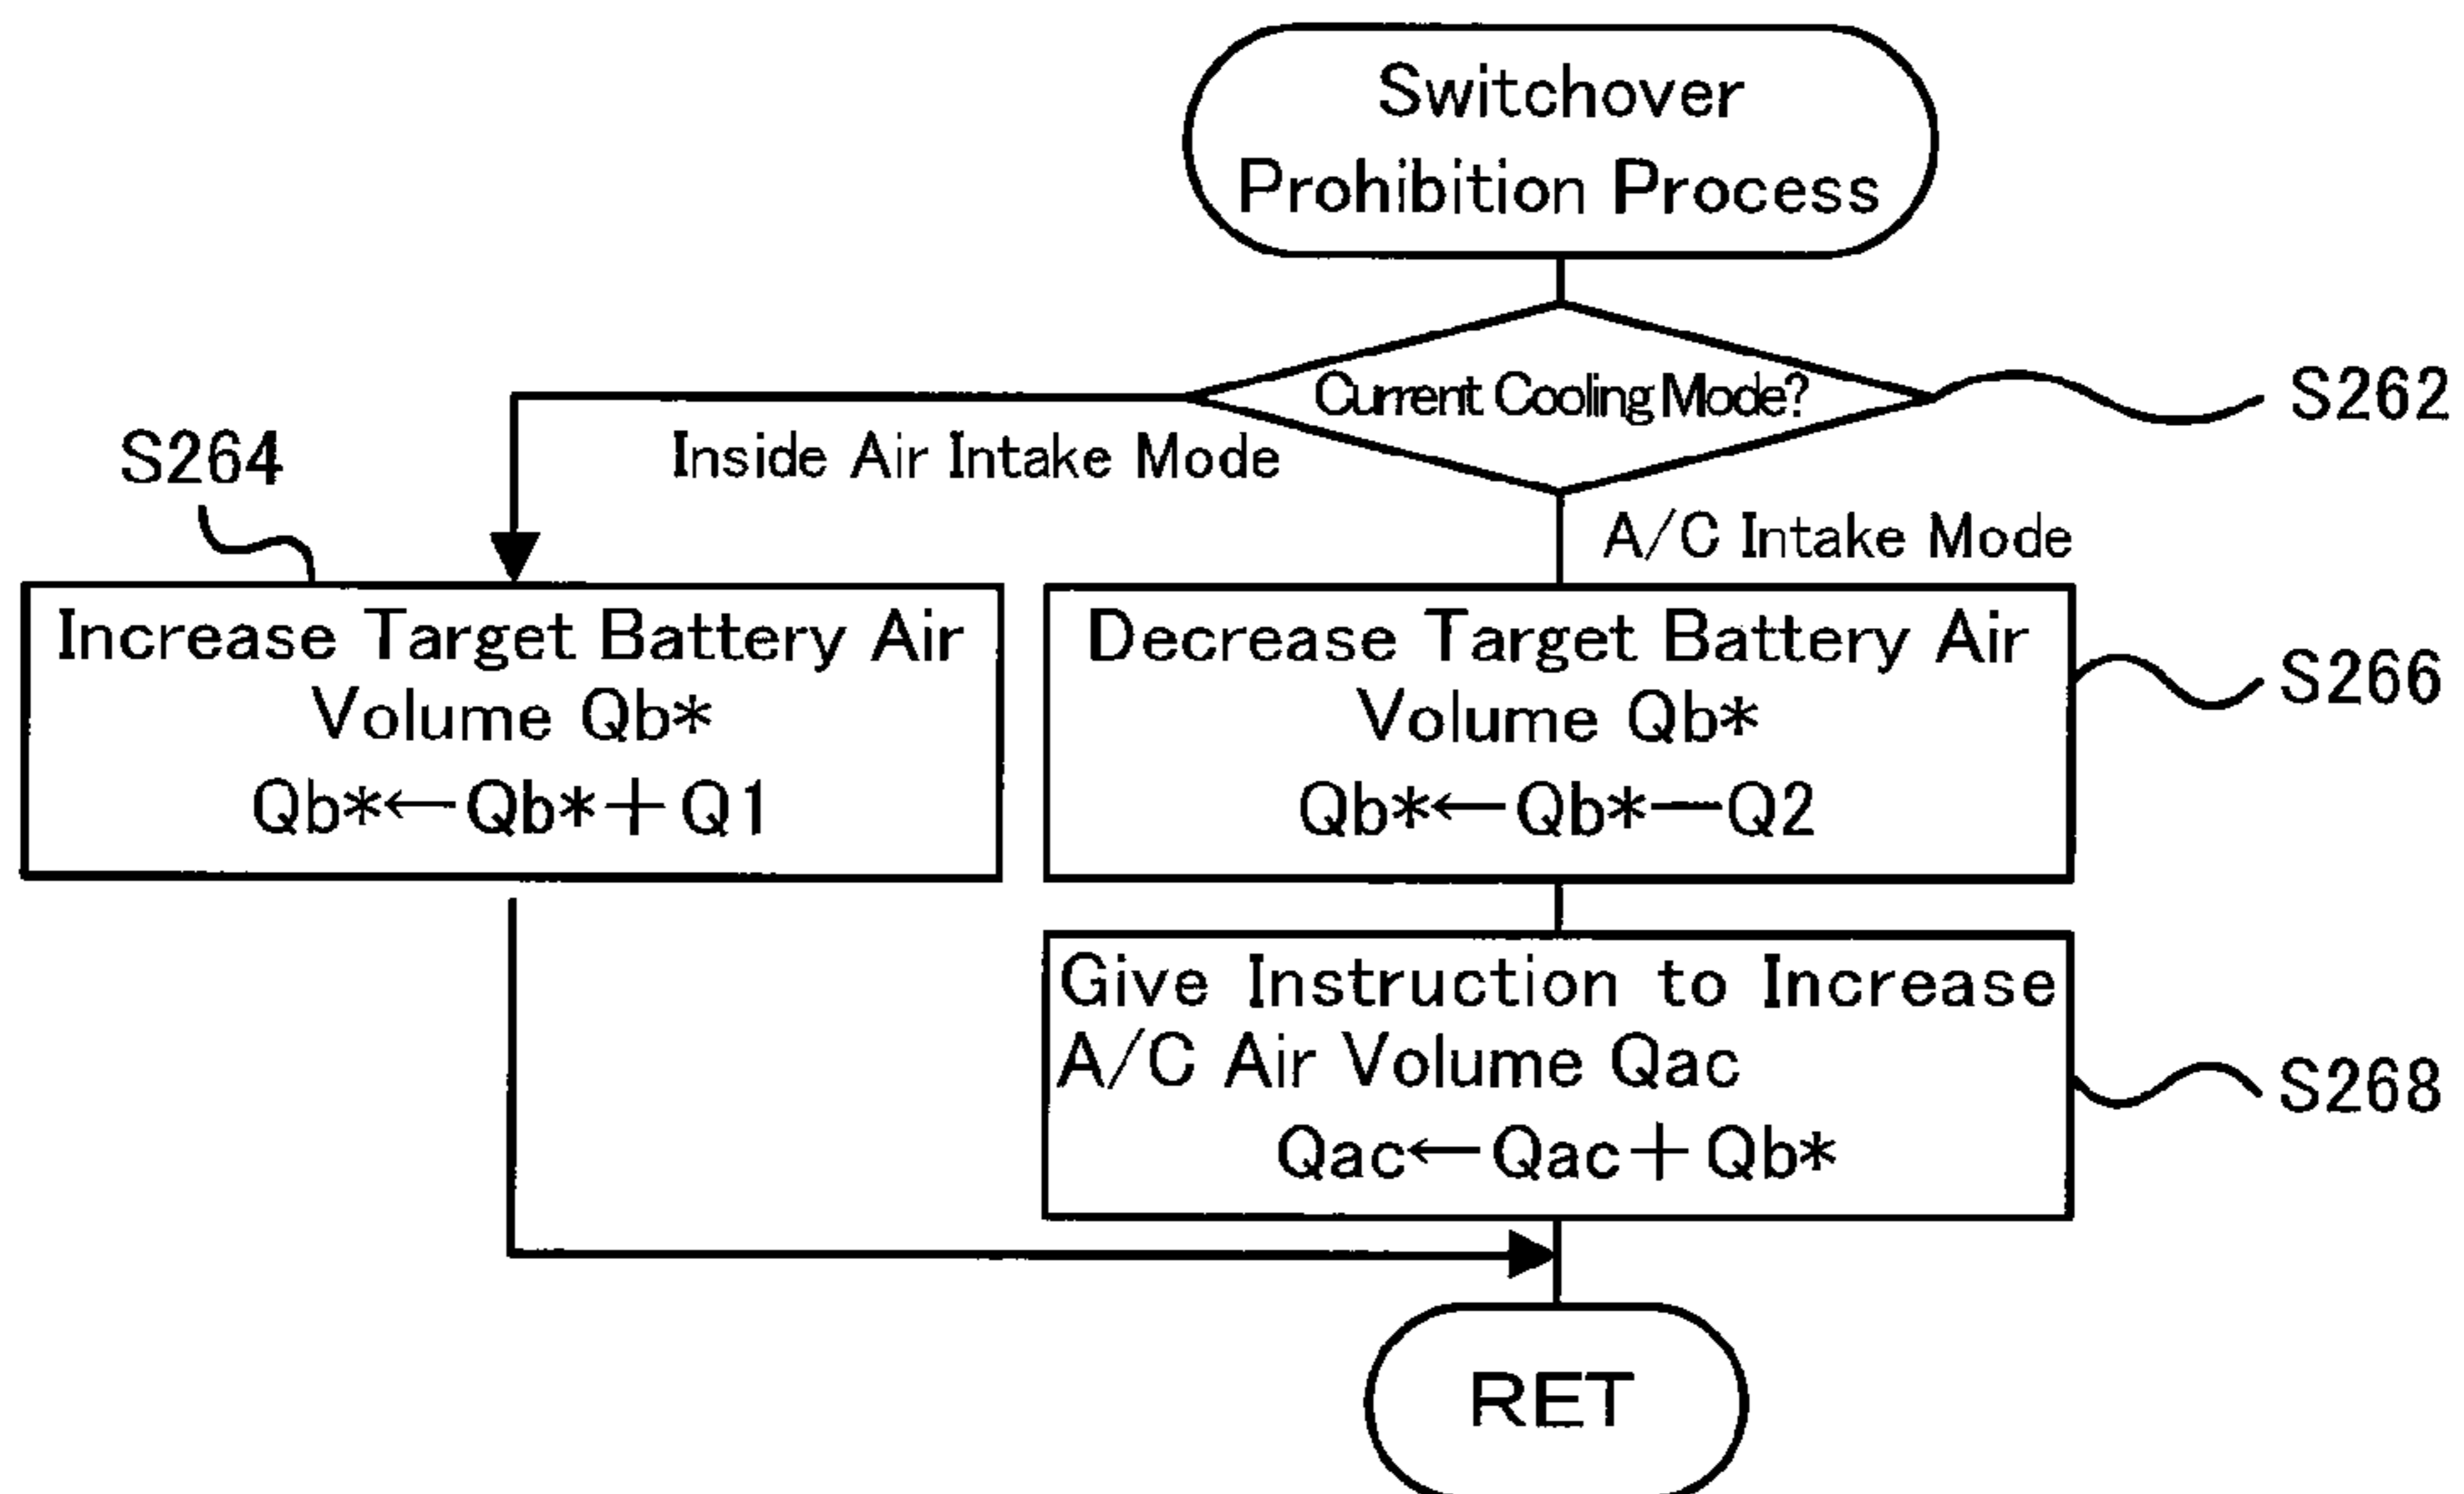 Switchover
Prohibition Process
Current Cooling Mode?
S262
Inside Air Intake Mode
A/C Intake Mode
S264
Increase Target Battery Air
Volume Qb*
Qb*←Qb*+Q1
Decrease Target Battery Air
Volume Qb*
Qb*←Qb*−Q2
S266
Give Instruction to Increase
A/C Air Volume Qac
Qac←Qac+Qb*
S268
RET